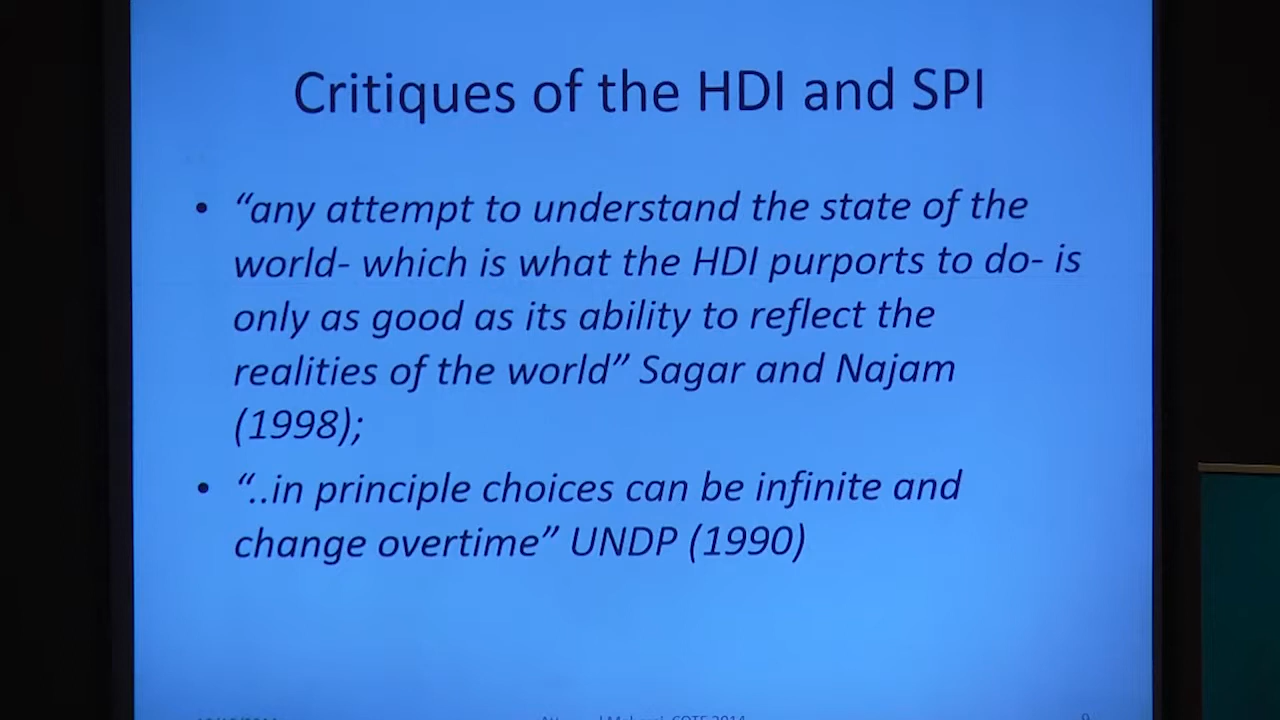 Critiques of the HDI and SPI
• “any attempt to understand the state of the
world- which is what the HDI purports to do- is
only as good as its ability to reflect the
realities of the world” Sagar and Najam
(1998);
• “..in principle choices can be infinite and
change overtime” UNDP (1990)